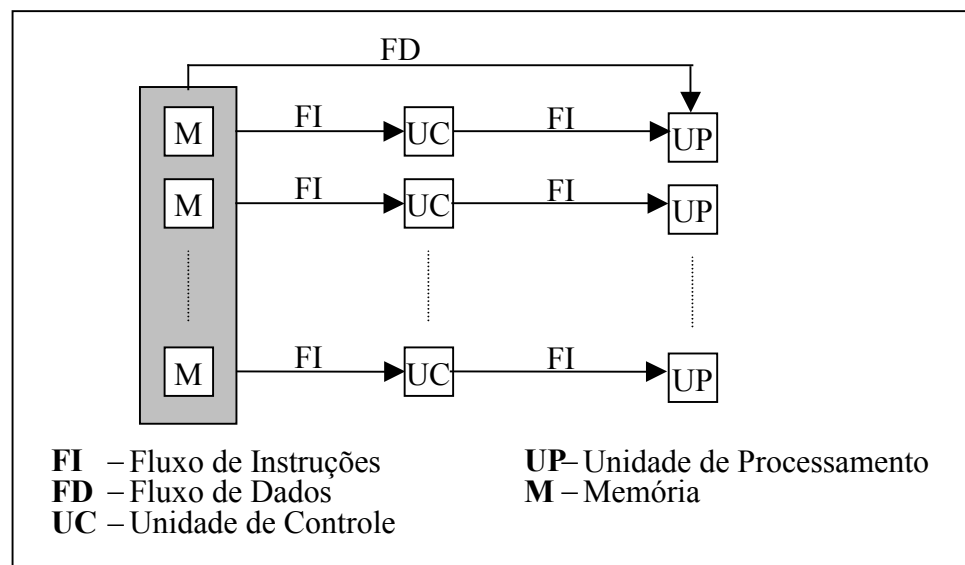 FD
M FI UC FI UP
M FI UC FI UP
M FI UC FI UP
FI – Fluxo de Instruções
FD – Fluxo de Dados
UC – Unidade de Controle
UP– Unidade de Processamento
M – Memória